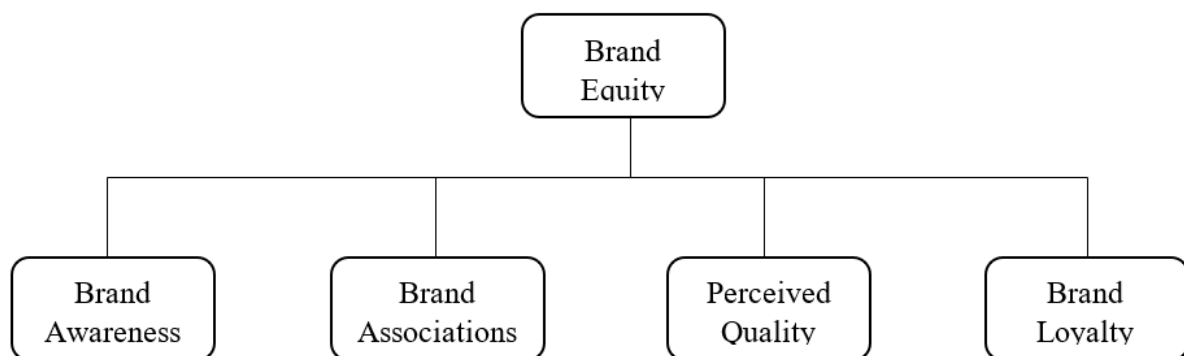 Brand
Equity
Brand
Awareness
Brand
Associations
Perceived
Quality
Brand
Loyalty